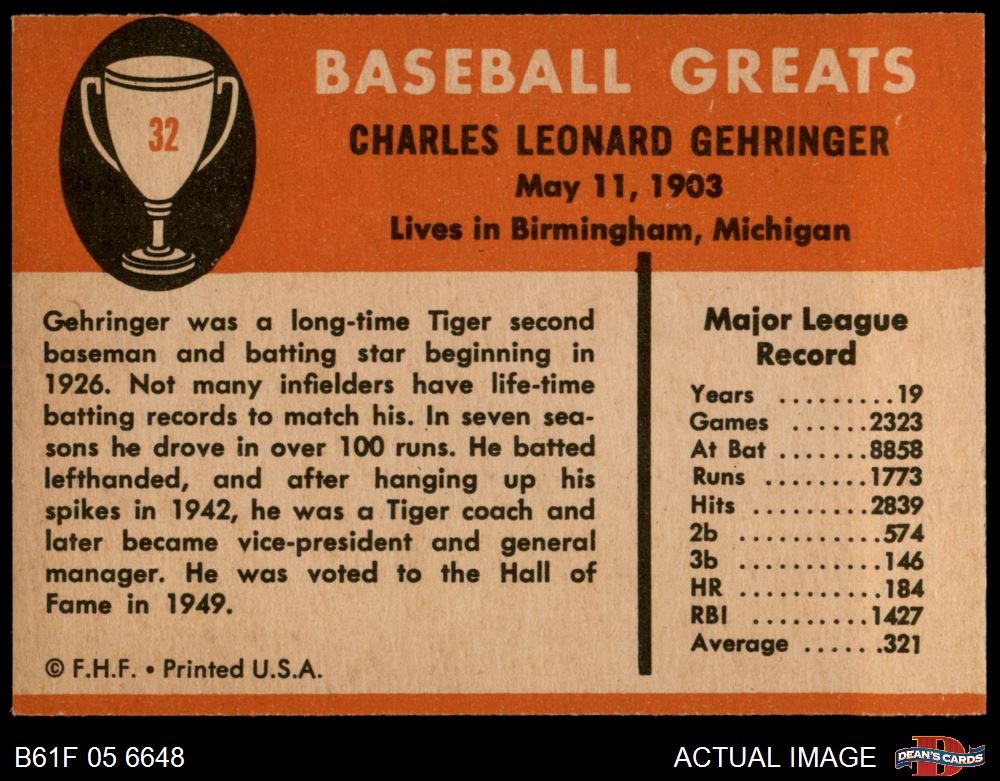 32
BASEBALL GREATS
CHARLES LEONARD GEHRINGER
May 11, 1903
Lives in Birmingham, Michigan
Gehringer was a long-time Tiger second
baseman and batting star beginning in
1926. Not many infielders have life-time
batting records to match his. In seven sea-
sons he drove in over 100 runs. He batted
lefthanded, and after hanging up his
spikes in 1942, he was a Tiger coach and
later became vice-president and general
manager. He was voted to the Hall of
Fame in 1949.
© F.H.F. • Printed U.S.A.
Major League
Record
Years .........19
Games ......2323
At Bat .......8858
Runs ........1773
Hits .........2839
2b ..........574
3b ..........146
HR ..........184
RBI .........1427
Average ......321
B61F 05 6648
ACTUAL IMAGE
D
DEAN'S CARDS